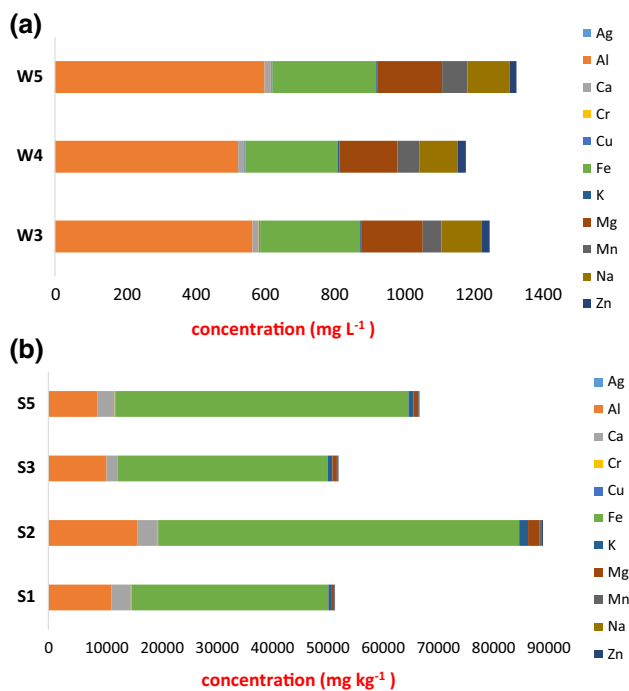 (a)
W5
W4
W3
0 200 400 600 800 1000 1200 1400
concentration (mg L⁻¹ )
Ag
Al
Ca
Cr
Cu
Fe
K
Mg
Mn
Na
Zn
(b)
S5
S3
S2
S1
0 10000 20000 30000 40000 50000 60000 70000 80000 90000
concentration (mg kg⁻¹ )
Ag
Al
Ca
Cr
Cu
Fe
K
Mg
Mn
Na
Zn